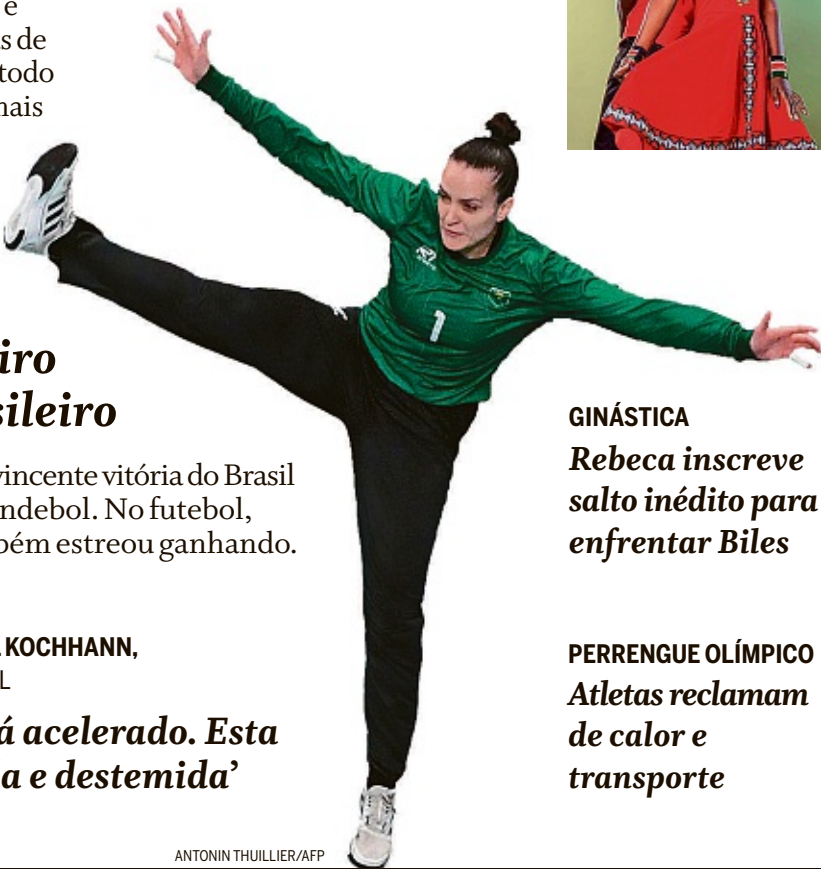 e
s de
todo
nais
1
iro
sileiro
vincente vitória do Brasil
ndebol. No futebol,
bém estreou ganhando.
KOCHHANN,
L
á acelerado. Esta
a e destemida’
ANTONIN THUILLIER/AFP
GINÁSTICA
Rebeca inscreve
salto inédito para
enfrentar Biles
PERRENGUE OLÍMPICO
Atletas reclamam
de calor e
transporte